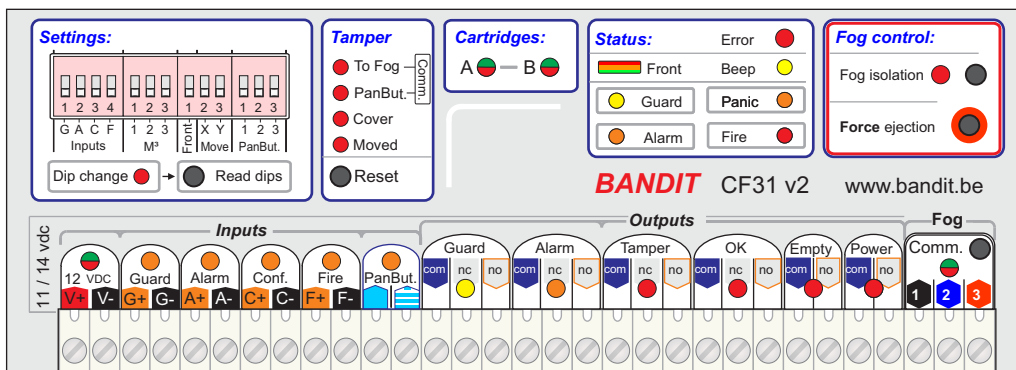 Settings:
1 2 3 4 1 2 3 1 2 3 1 2 3
G A C F 1 2 3 Front X Y 1 2 3
Inputs M³ Move PanBut.
Dip change Read dips
Tamper
To Fog
PanBut.
Comm.
Cover
Moved
Reset
Cartridges:
A B
Status: Error
Front Beep
Guard Panic
Alarm Fire
Fog control:
Fog isolation
Force ejection
BANDIT CF31 v2 www.bandit.be
11 / 14 vdc
Inputs Outputs Fog
12 VDC Guard Alarm Conf. Fire PanBut. Guard Alarm Tamper OK Empty Power Comm.
V+ V- G+ G- A+ A- C+ C- F+ F- com nc no com nc no com nc no com nc no com no com no 1 2 3